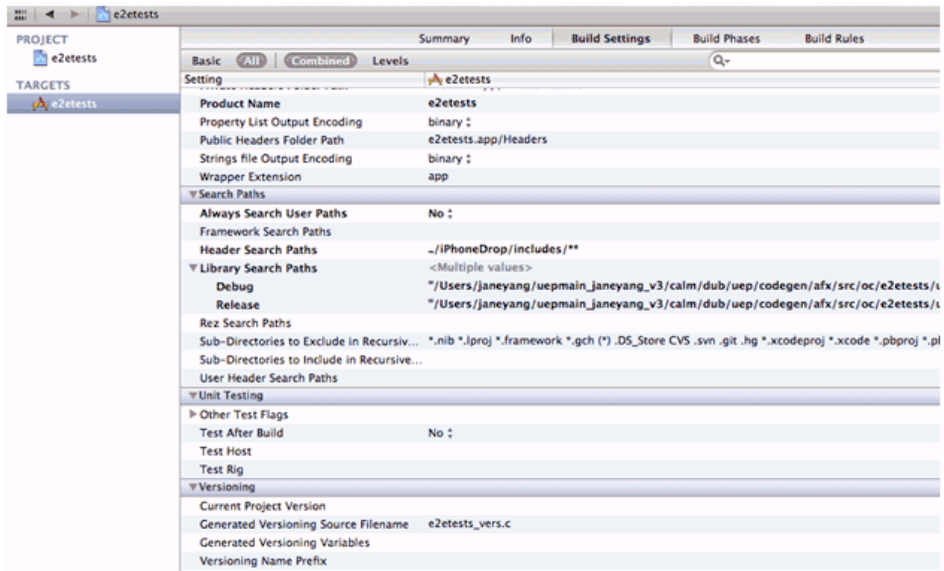 e2etests
PROJECT
e2etests
TARGETS
e2etests
Summary Info Build Settings Build Phases Build Rules
Basic All Combined Levels
Setting e2etests
Product Name e2etests
Property List Output Encoding binary
Public Headers Folder Path e2etests.app/Headers
Strings file Output Encoding binary
Wrapper Extension app
Search Paths
Always Search User Paths No
Framework Search Paths
Header Search Paths ../iPhoneDrop/includes/**
Library Search Paths <Multiple values>
Debug "/Users/janeyang/uepmain_janeyang_v3/calm/dub/uep/codegen/afx/src/oc/e2etests/
Release "/Users/janeyang/uepmain_janeyang_v3/calm/dub/uep/codegen/afx/src/oc/e2etests/
Rez Search Paths
Sub-Directories to Exclude in Recursiv... *.nib *.lproj *.framework *.gch (*) .DS_Store CVS .svn .git .hg *.xcodeproj *.xcode *.pbproj
Sub-Directories to Include in Recursive...
User Header Search Paths
Unit Testing
Other Test Flags
Test After Build No
Test Host
Test Rig
Versioning
Current Project Version
Generated Versioning Source Filename e2etests_vers.c
Generated Versioning Variables
Versioning Name Prefix